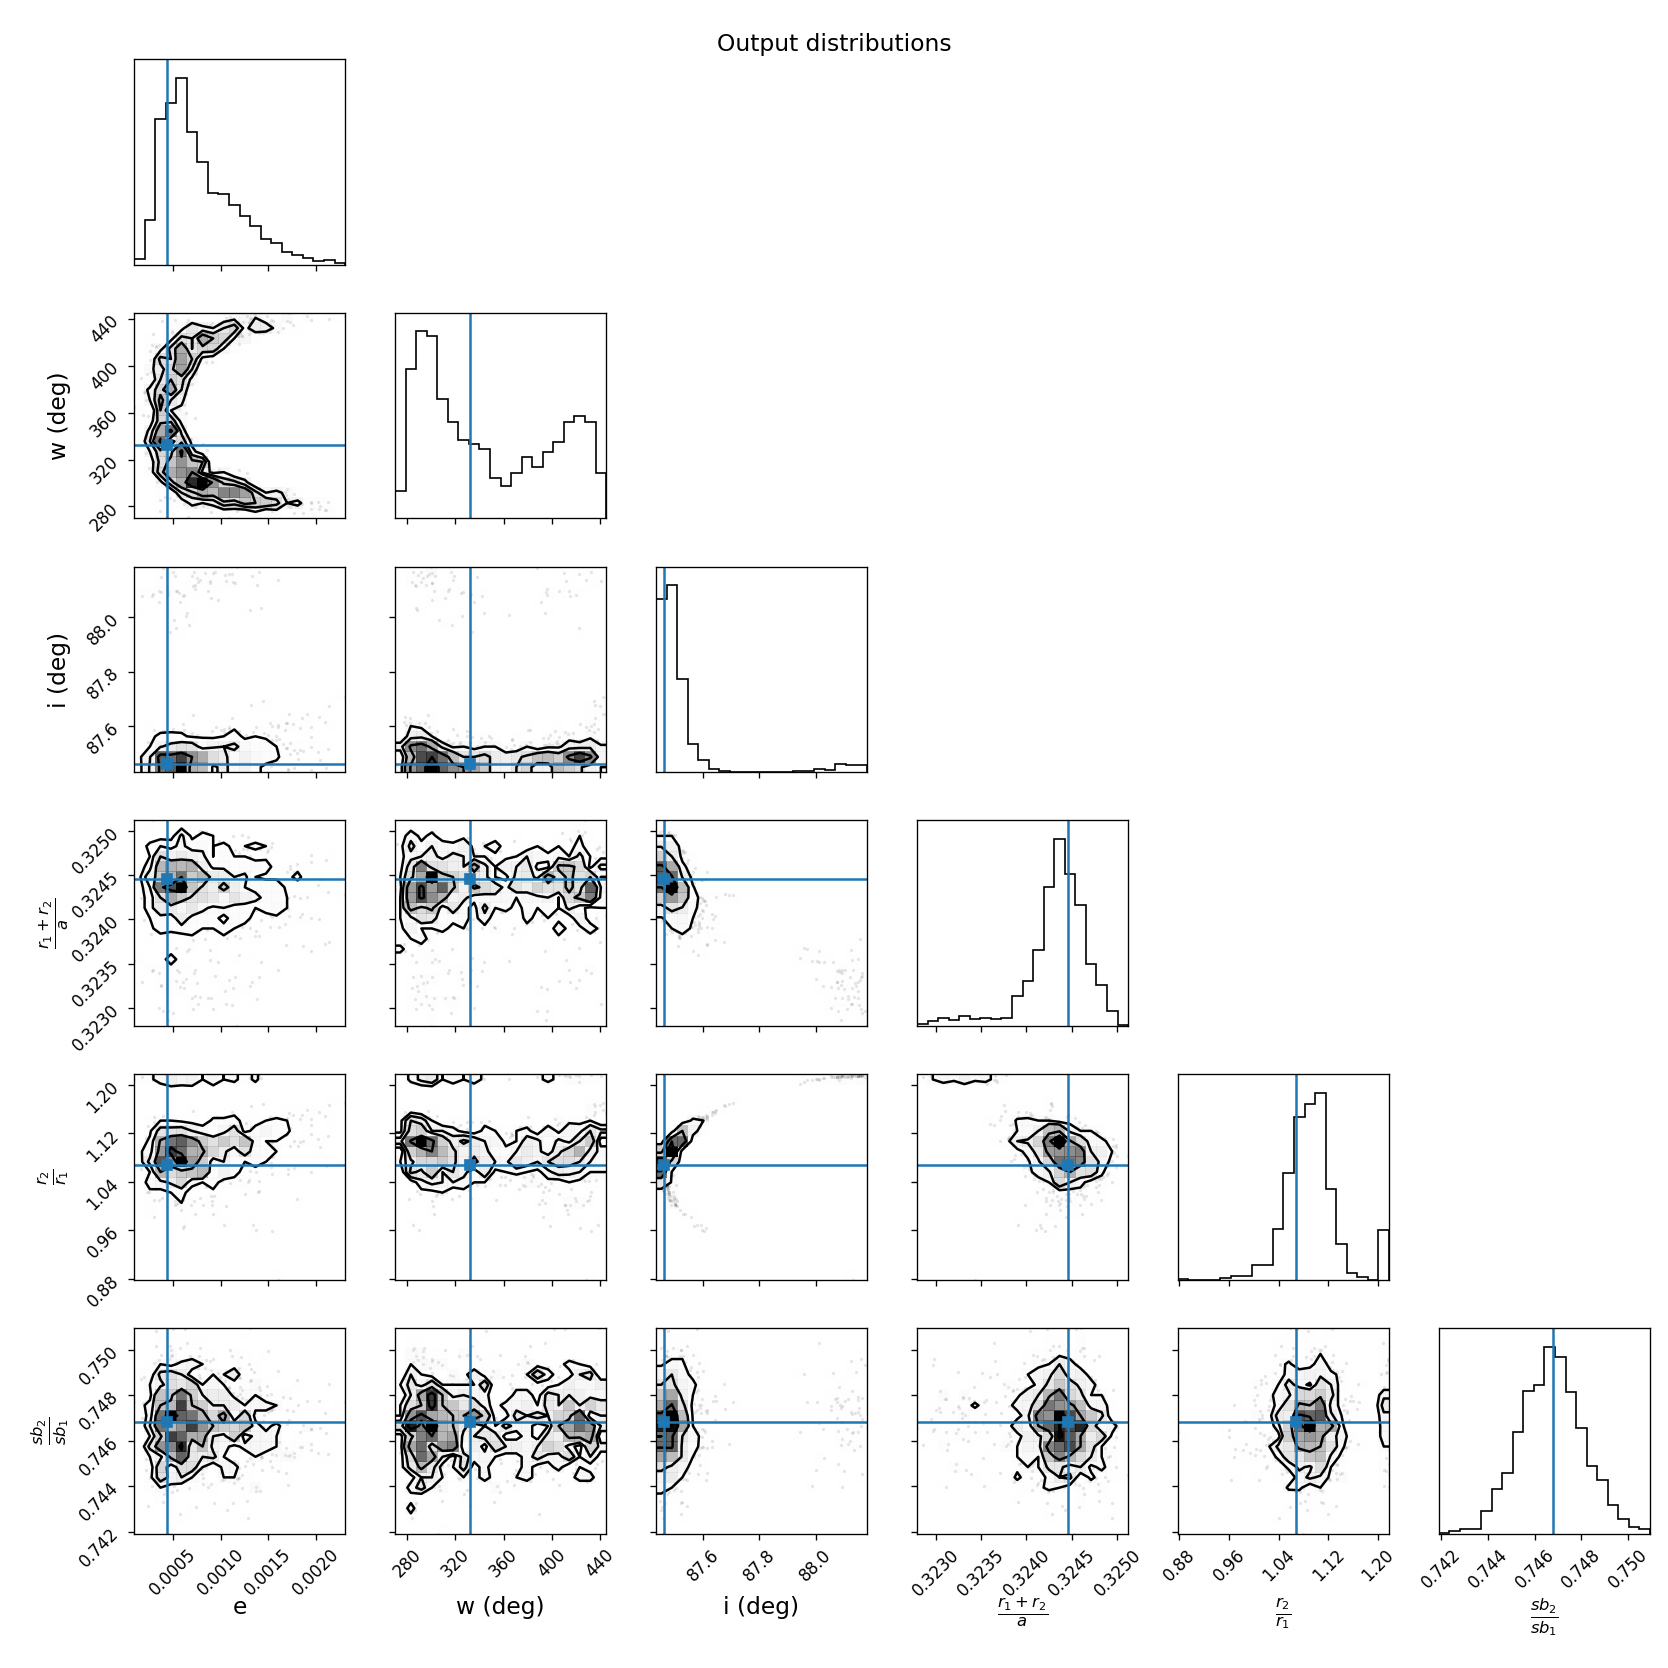 Output distributions
w (deg)
440
400
360
320
280
i (deg)
88.0
87.8
87.6
r₁ + r₂
a
0.3250
0.3245
0.3240
0.3235
0.3230
r₂
r₁
1.20
1.12
1.04
0.96
0.88
sb₂
sb₁
0.750
0.748
0.746
0.744
0.742
0.0005 0.0010 0.0015 0.0020 280 320 360 400 440 87.6 87.8 88.0 0.3230 0.3235 0.3240 0.3245 0.3250 0.88 0.96 1.04 1.12 1.20 0.742 0.744 0.746 0.748 0.750
e w (deg) i (deg) r₁ + r₂ r₂ sb₂
a r₁ sb₁